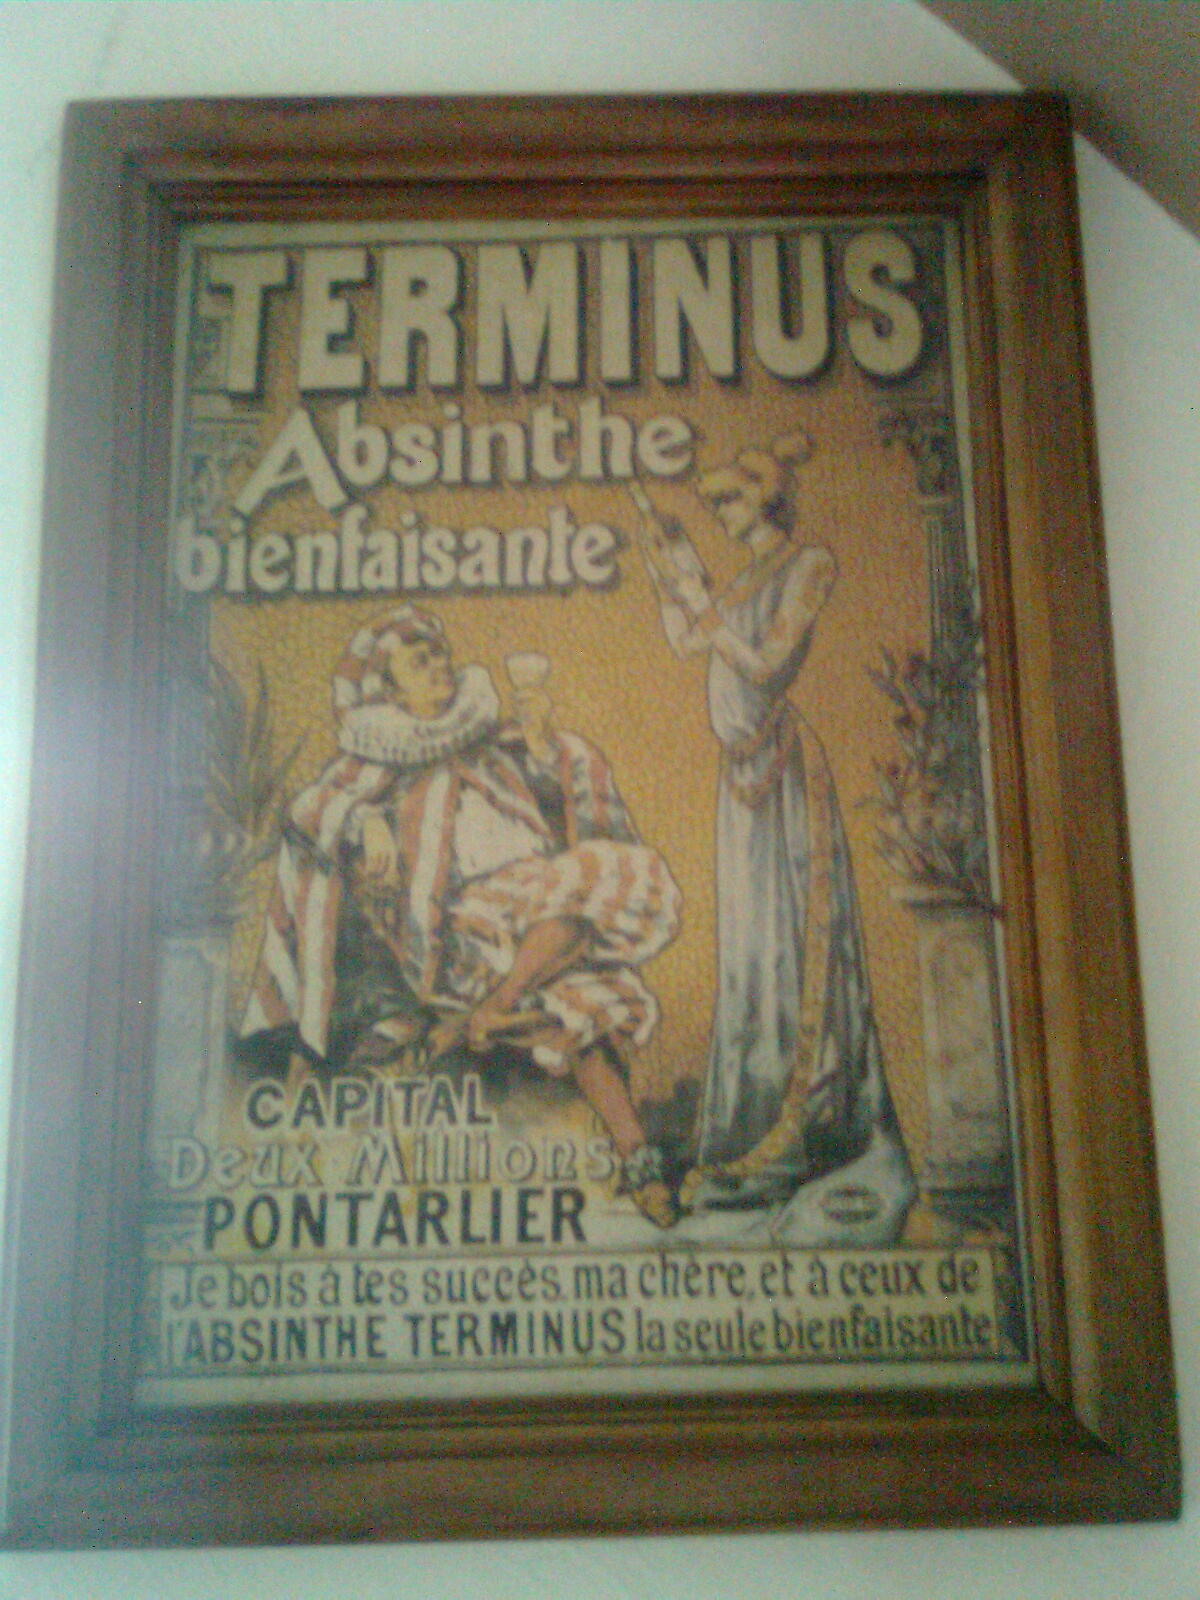 TERMINUS
Absinthe
bienfaisante
CAPITAL
Deux Millions
PONTARLIER
Je bois à tes succès, ma chère, et à ceux de
l'ABSINTHE TERMINUS la seule bienfaisante